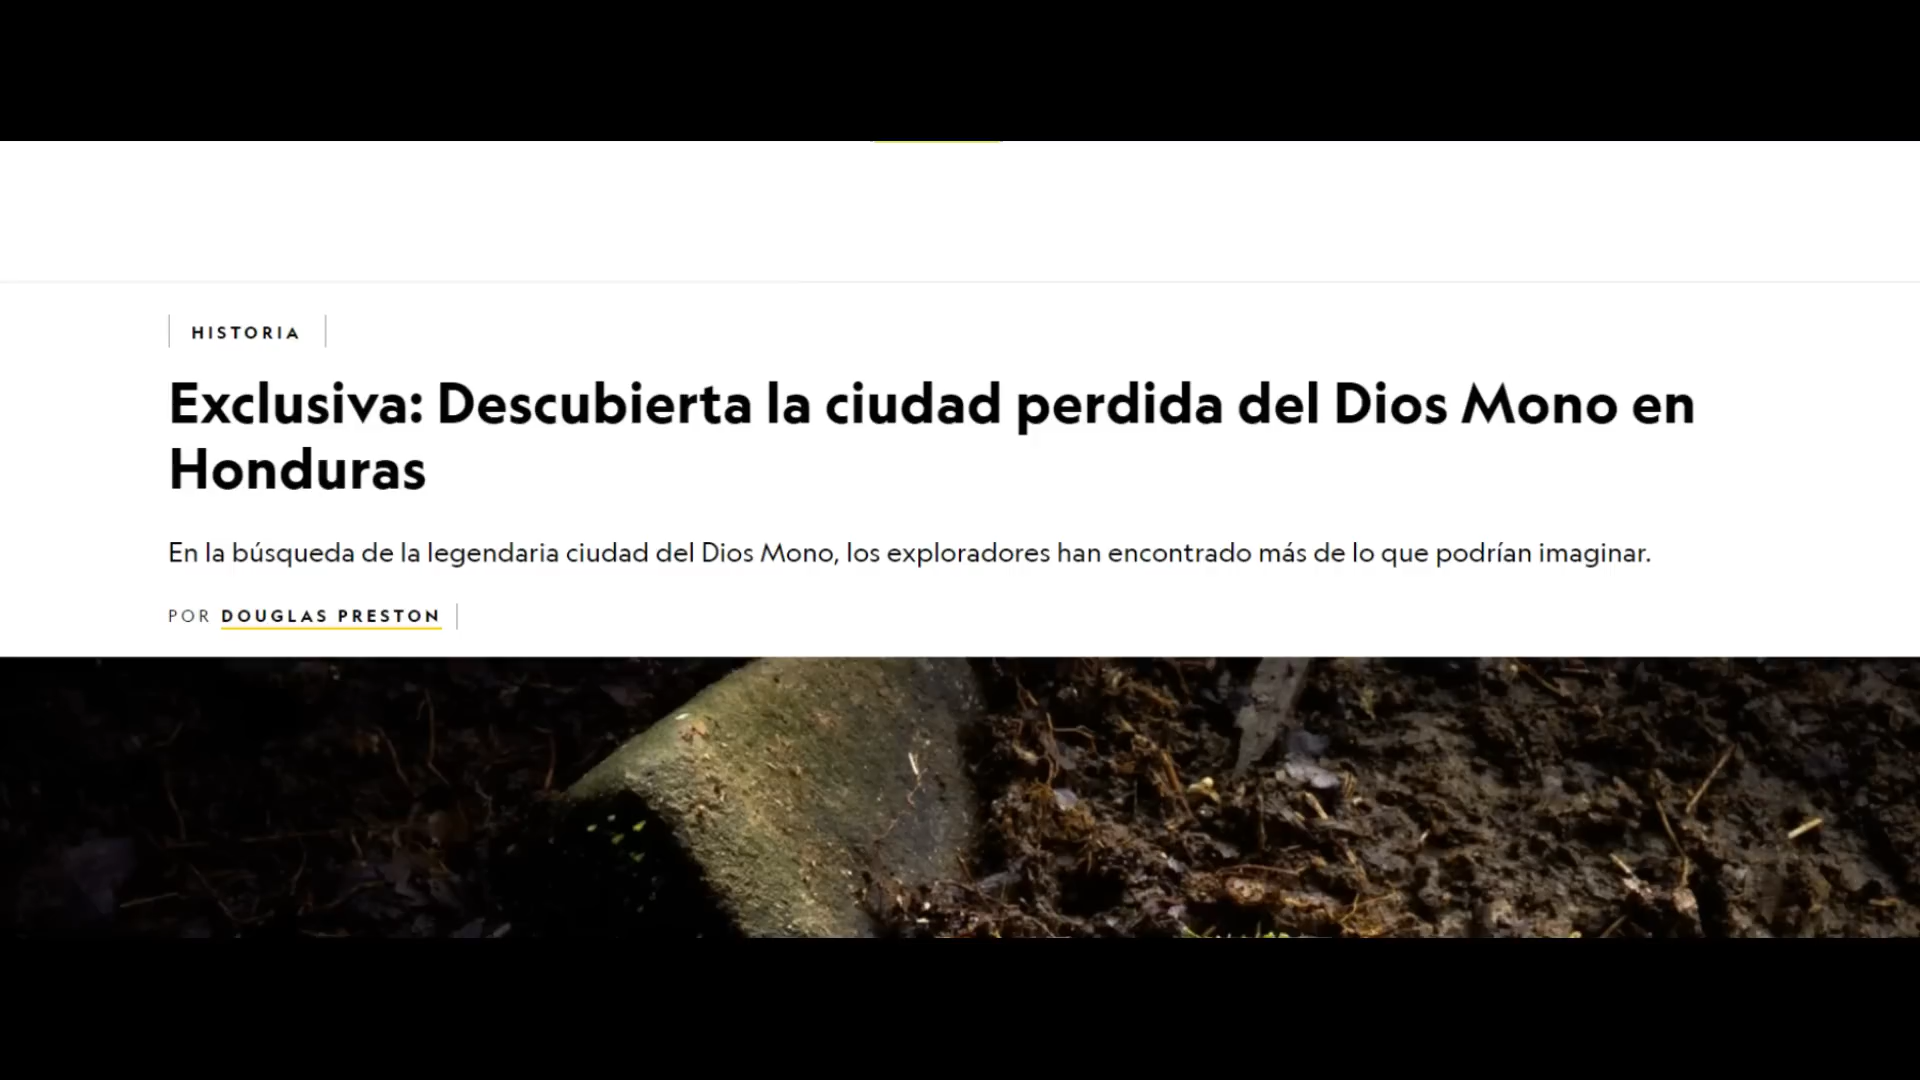 HISTORIA
Exclusiva: Descubierta la ciudad perdida del Dios Mono en
Honduras
En la búsqueda de la legendaria ciudad del Dios Mono, los exploradores han encontrado más de lo que podrían imaginar.
POR DOUGLAS PRESTON